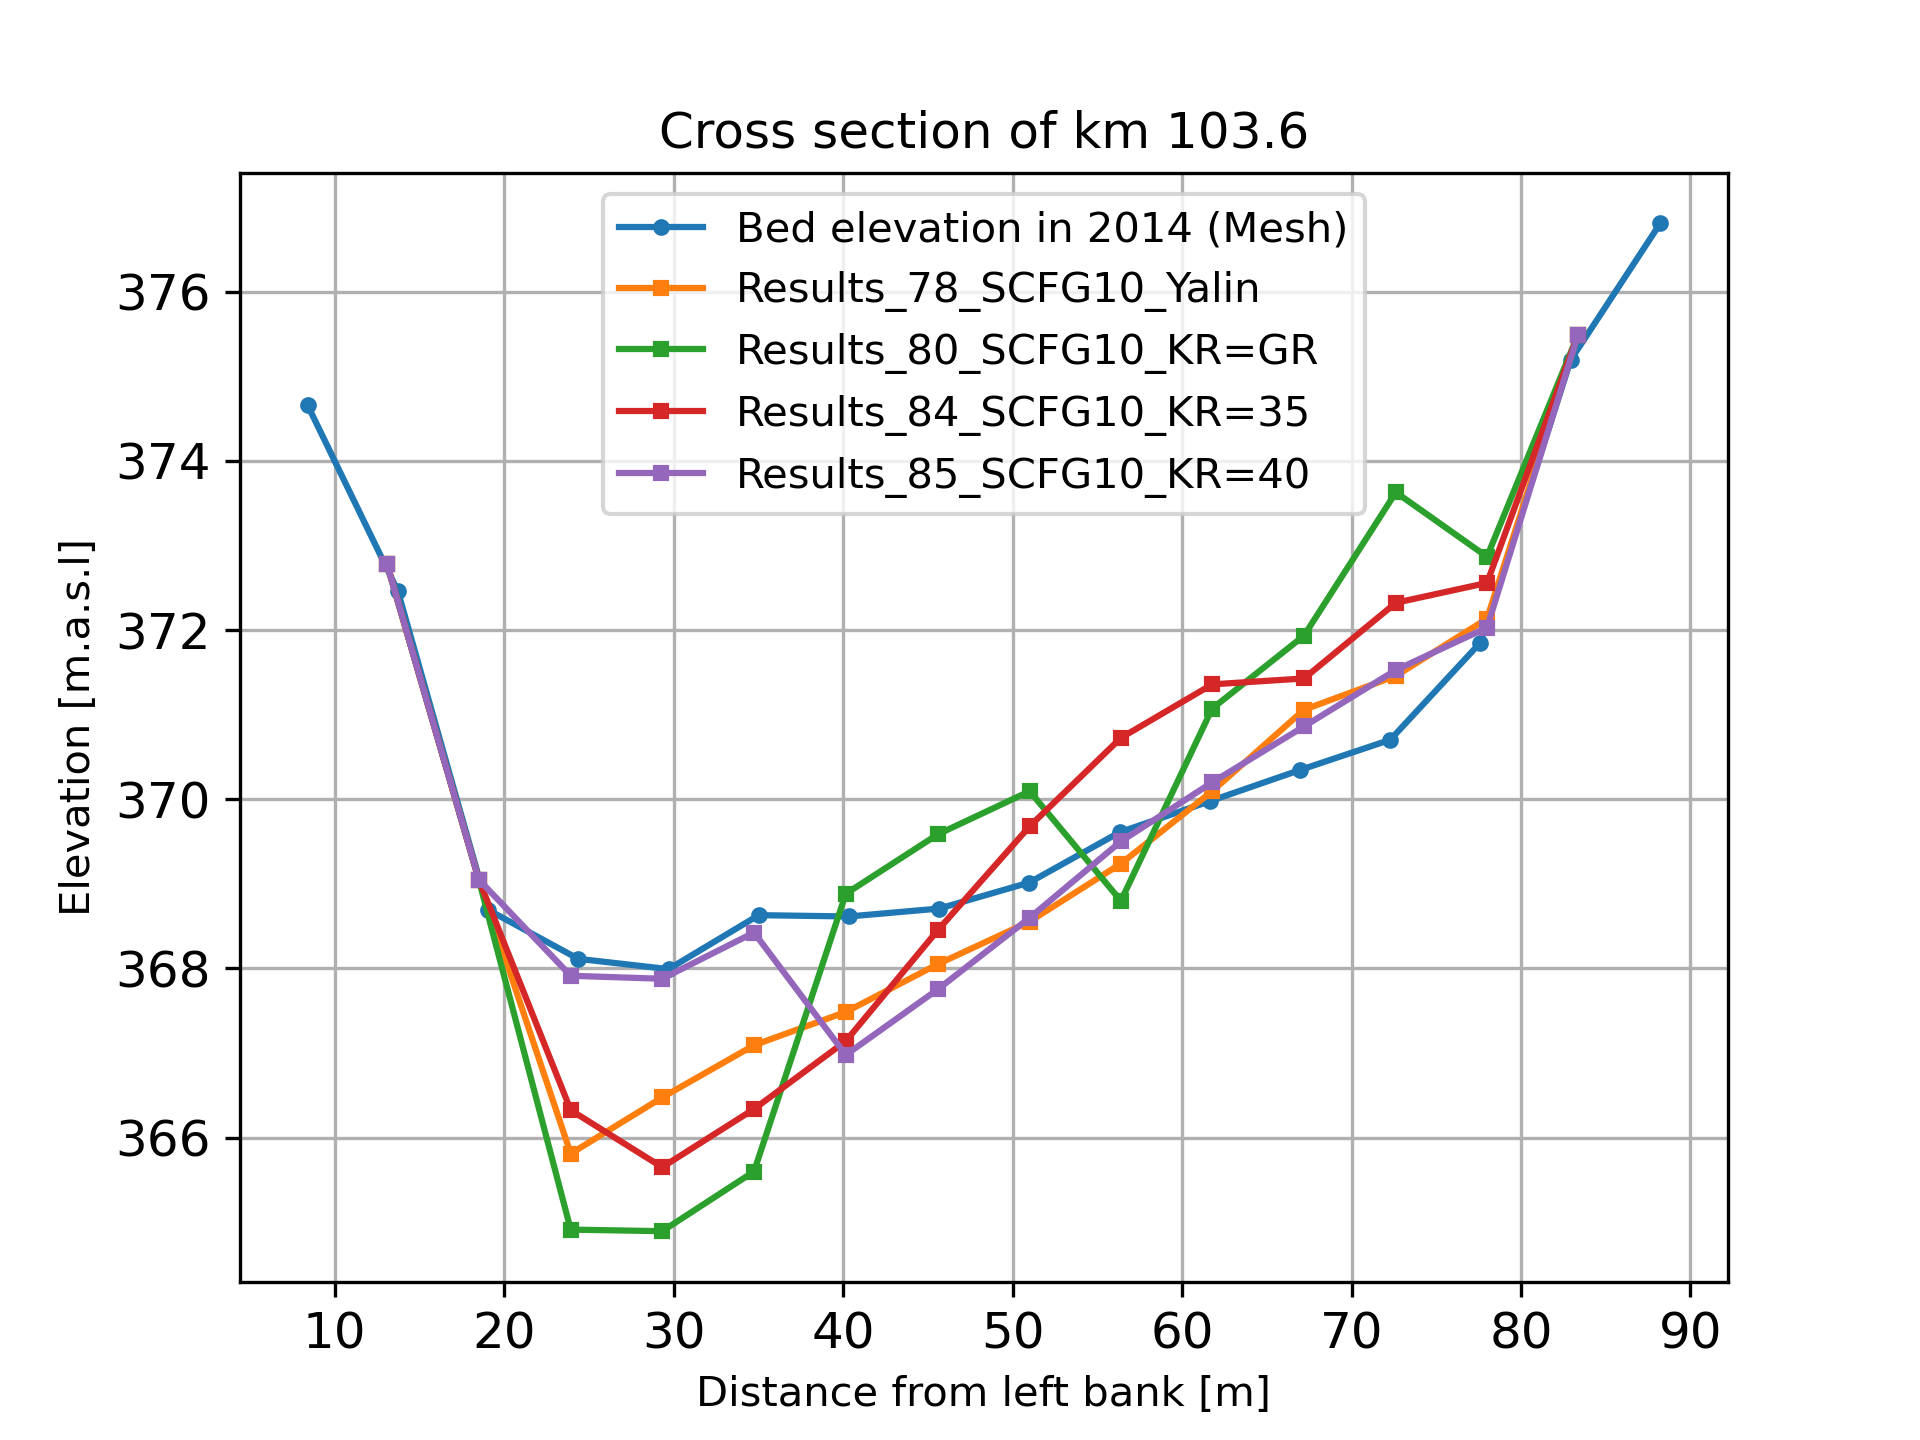 Cross section of km 103.6
Bed elevation in 2014 (Mesh)
Results_78_SCFG10_Yalin
Results_80_SCFG10_KR=GR
Results_84_SCFG10_KR=35
Results_85_SCFG10_KR=40
Elevation [m.a.s.l]
376
374
372
370
368
366
10 20 30 40 50 60 70 80 90
Distance from left bank [m]